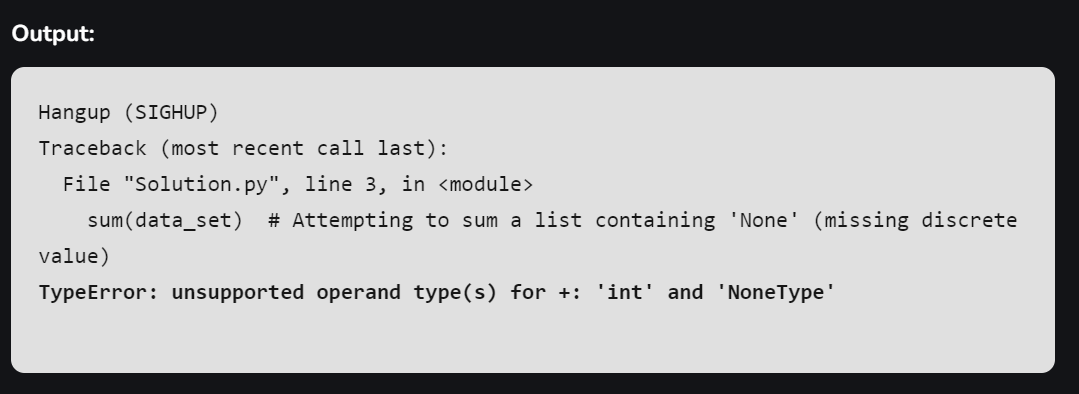 Output:
Hangup (SIGHUP)
Traceback (most recent call last):
  File "Solution.py", line 3, in <module>
    sum(data_set)  # Attempting to sum a list containing 'None' (missing discrete
value)
TypeError: unsupported operand type(s) for +: 'int' and 'NoneType'